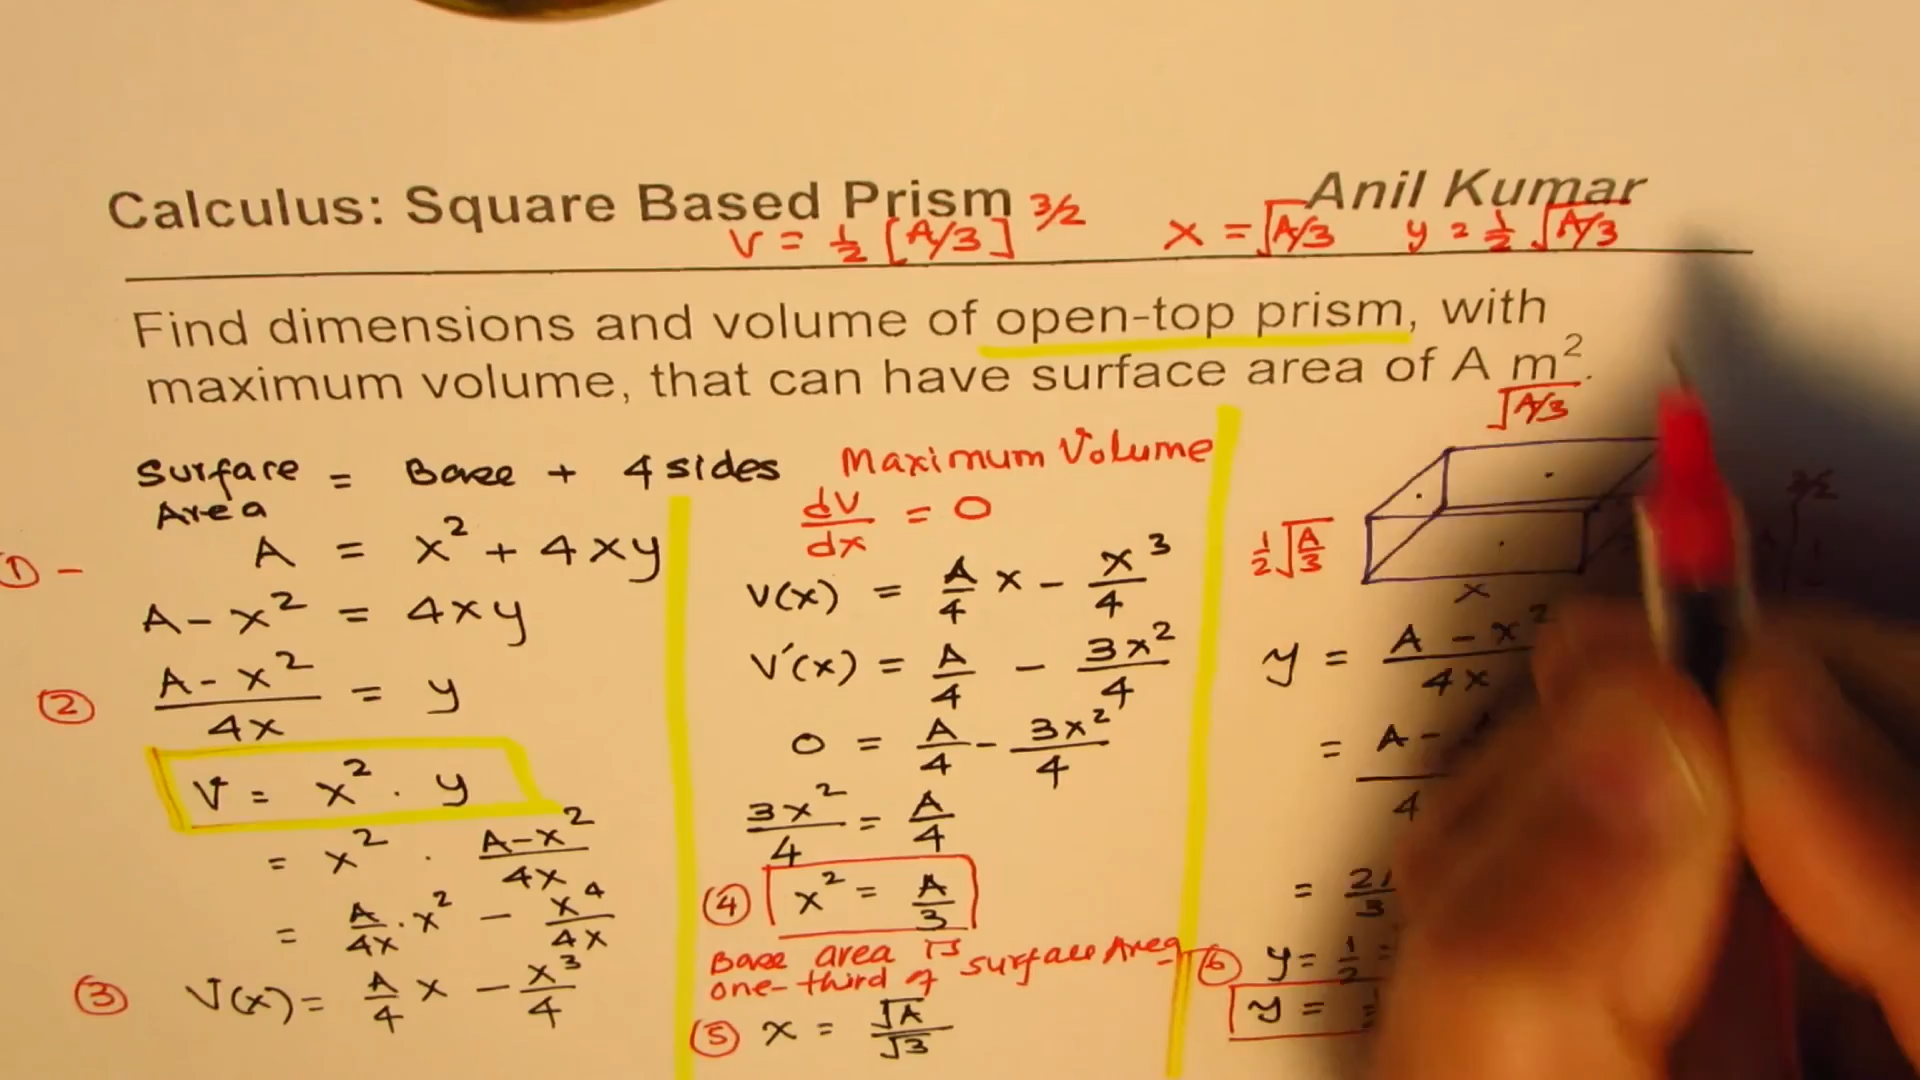 Calculus: Square Based Prism Anil Kumar
V = 1/2 [A/3]^3/2 x = √A/3 y = 1/2 √A/3
Find dimensions and volume of open-top prism, with
maximum volume, that can have surface area of A m².
Surface Area = Base + 4 sides
① - A = x² + 4xy
A - x² = 4xy
② (A - x²)/4x = y
V = x² . y
= x² . (A-x²)/4x
= A/4x . x² - x⁴/4x
③ V(x) = A/4 x - x³/4
Maximum Volume
dV/dx = 0
V(x) = A/4 x - x³/4
V'(x) = A/4 - 3x²/4
0 = A/4 - 3x²/4
3x²/4 = A/4
④ x² = A/3
Base area is
one-third of surface Area
⑤ x = √A/√3
√A/3
1/2 √A/3
x
y = (A - x²)/4x
= A -
4
=
⑥ y = 1/2
y =